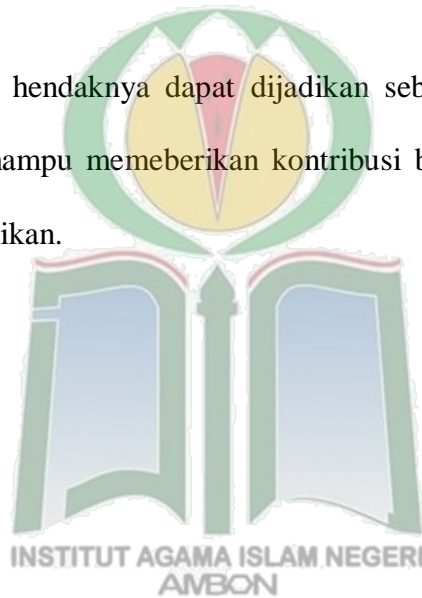 hendaknya dapat dijadikan seb
mampu memeberikan kontribusi b
ikan.
INSTITUT AGAMA ISLAM NEGERI
AMBON